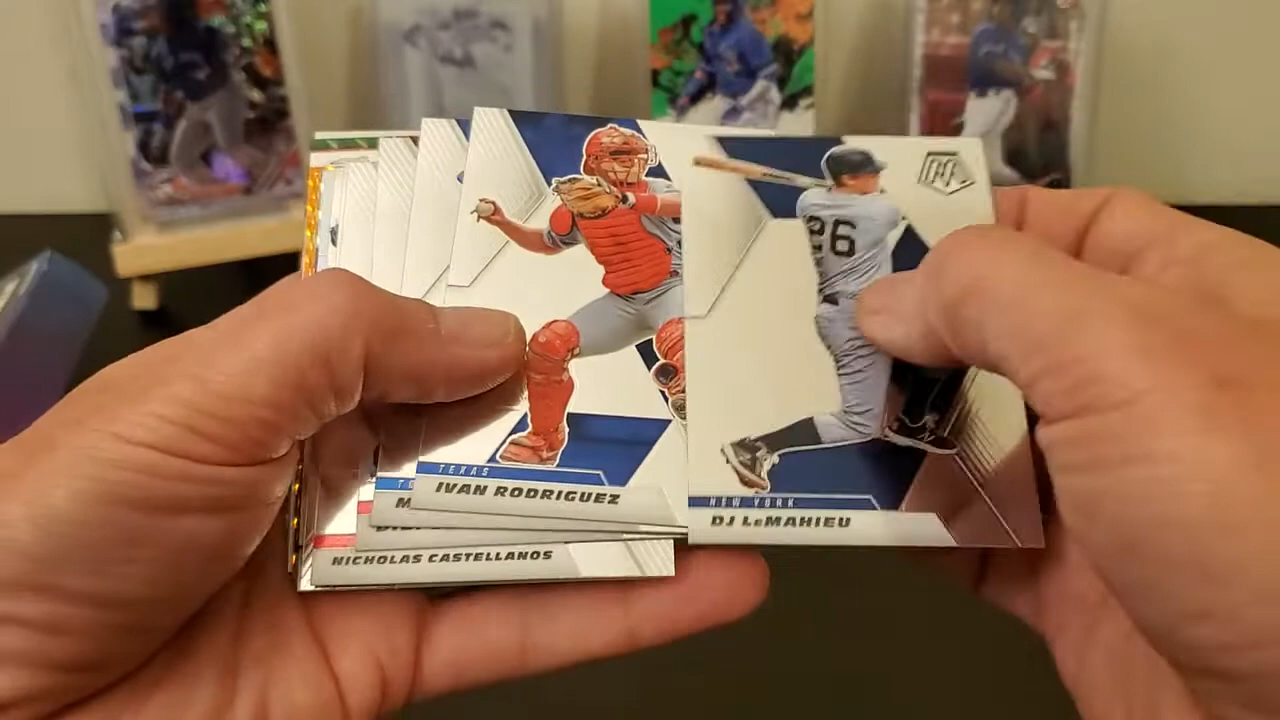 26
TEXAS
IVAN RODRIGUEZ
NEW YORK
DJ LeMAHIEU
NICHOLAS CASTELLANOS